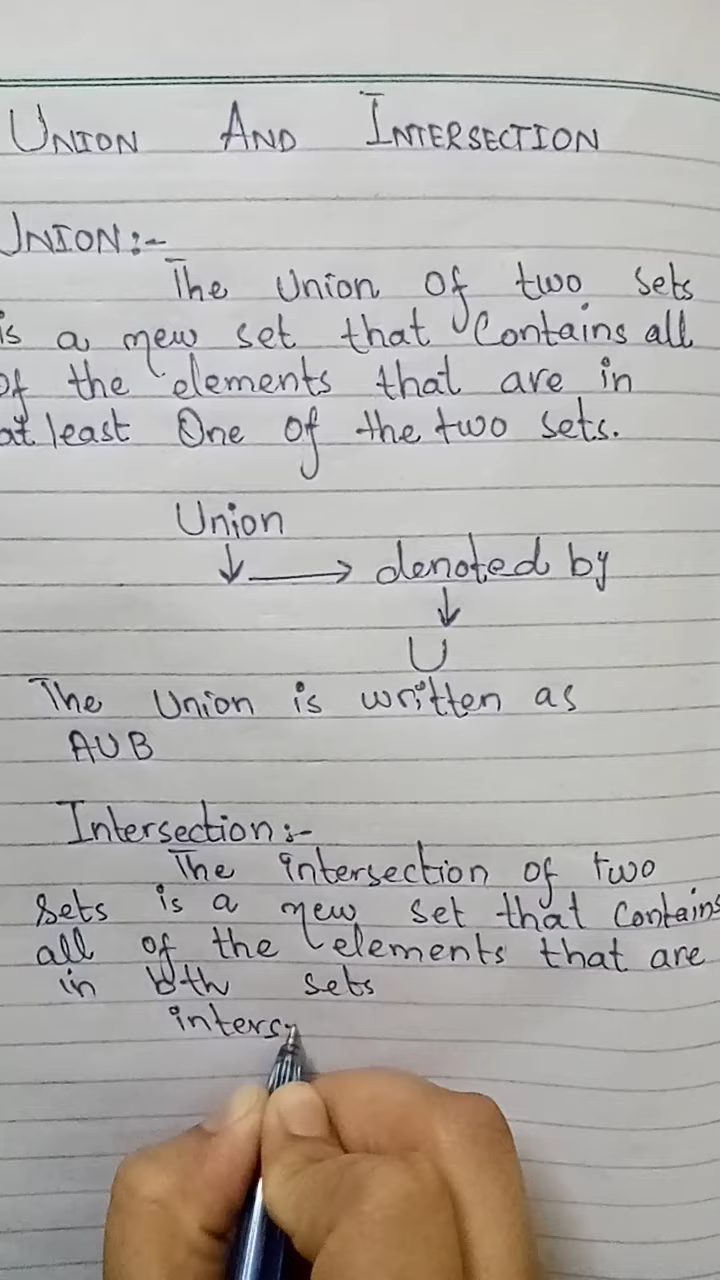 UNION AND INTERSECTION
UNION:-
The Union Of two sets
is a new set that Contains all
of the elements that are in
at least One of the two sets.
Union
↓ → denoted by
↓
U
The Union is written as
AUB
Intersection:-
The intersection of two
sets is a new set that contains
all of the elements that are
in both sets
inters